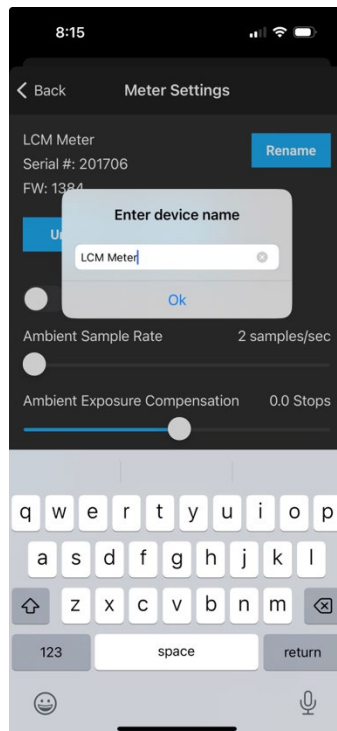 8:15
Back
Meter Settings
LCM Meter
Rename
Serial #: 201706
FW: 1384
Enter device name
LCM Meter
Ok
Ambient Sample Rate 2 samples/sec
Ambient Exposure Compensation 0.0 Stops
q w e r t y u i o p
a s d f g h j k l
z x c v b n m
123 space return